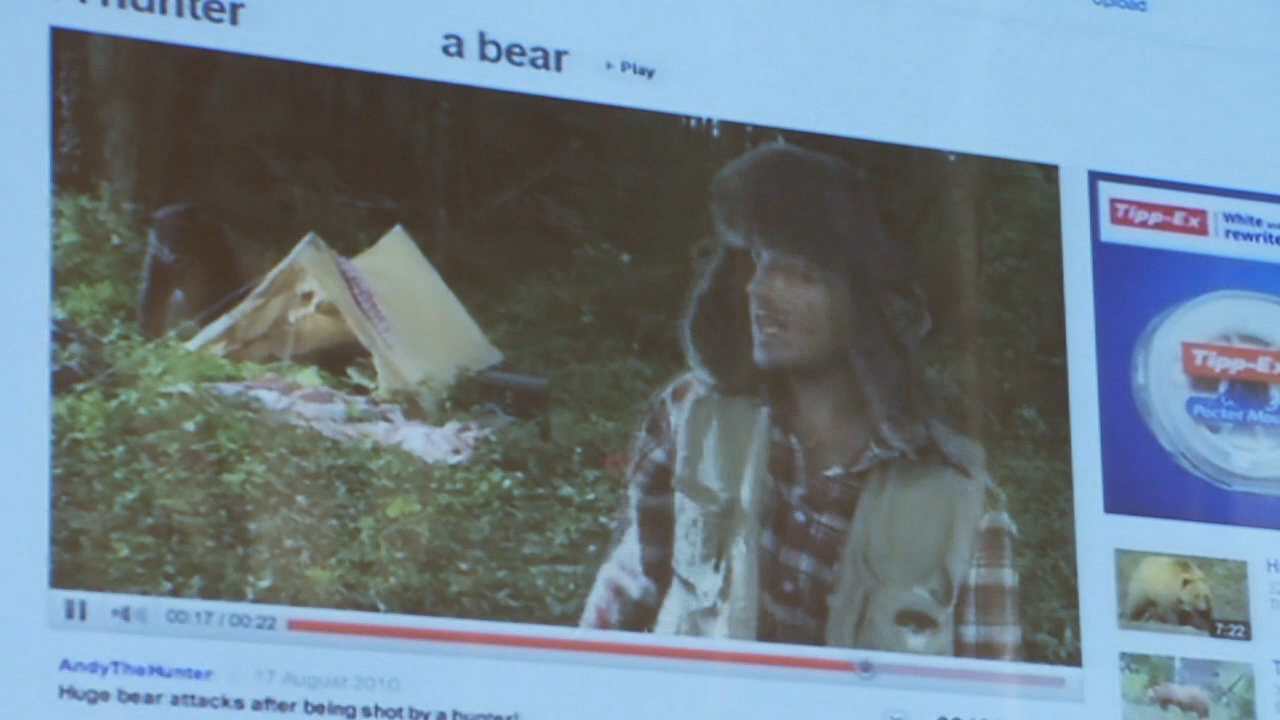 hunter
a bear
Play
Upload
Tipp-Ex
White
rewrite
Tipp-Ex
Pocket
00:17 / 00:22
AndyTheHunter 17 August 2010
Huge bear attacks after being shot by a hunter!
7:22